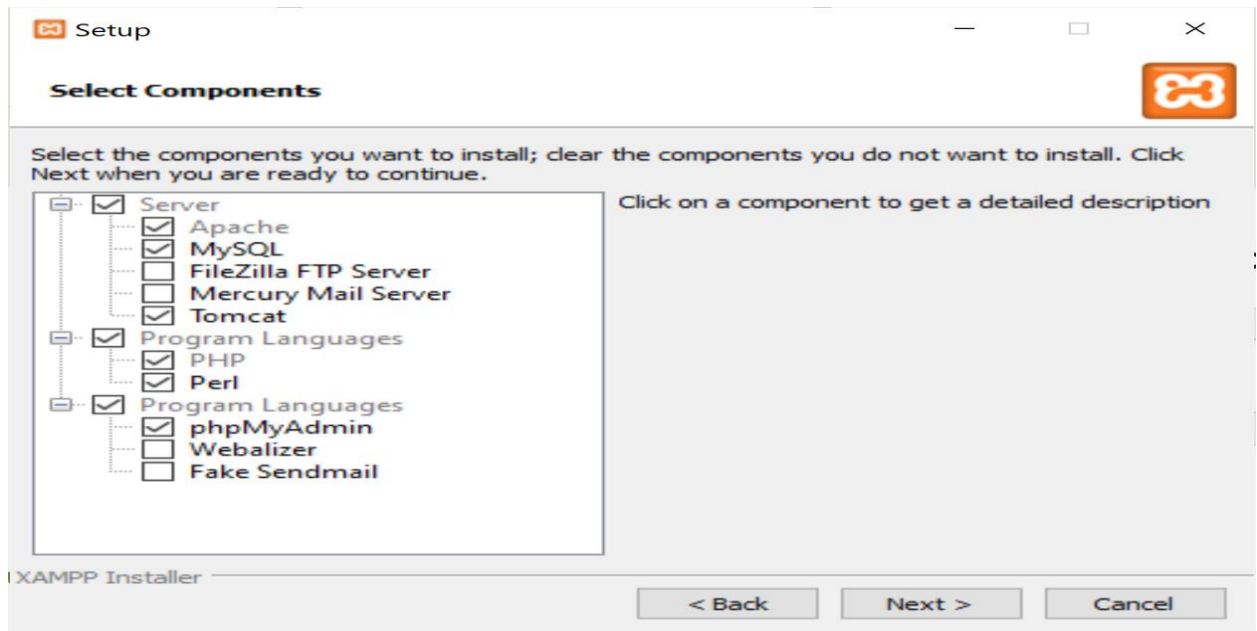 Setup
Select Components
Select the components you want to install; clear the components you do not want to install. Click
Next when you are ready to continue.
Server
Apache
MySQL
FileZilla FTP Server
Mercury Mail Server
Tomcat
Program Languages
PHP
Perl
Program Languages
phpMyAdmin
Webalizer
Fake Sendmail
Click on a component to get a detailed description
XAMPP Installer
< Back
Next >
Cancel